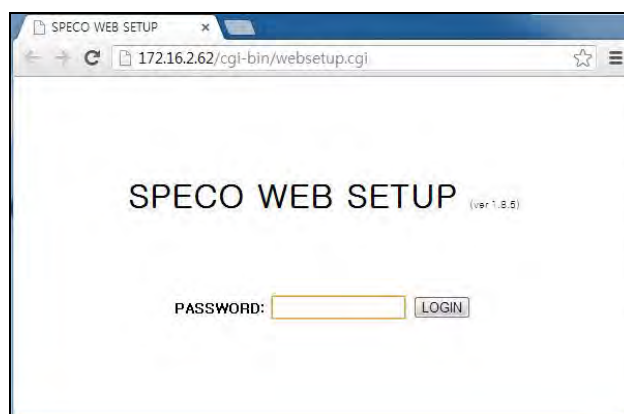 SPECO WEB SETUP
172.16.2.62/cgi-bin/websetup.cgi
SPECO WEB SETUP (ver 1.8.5)
PASSWORD: LOGIN